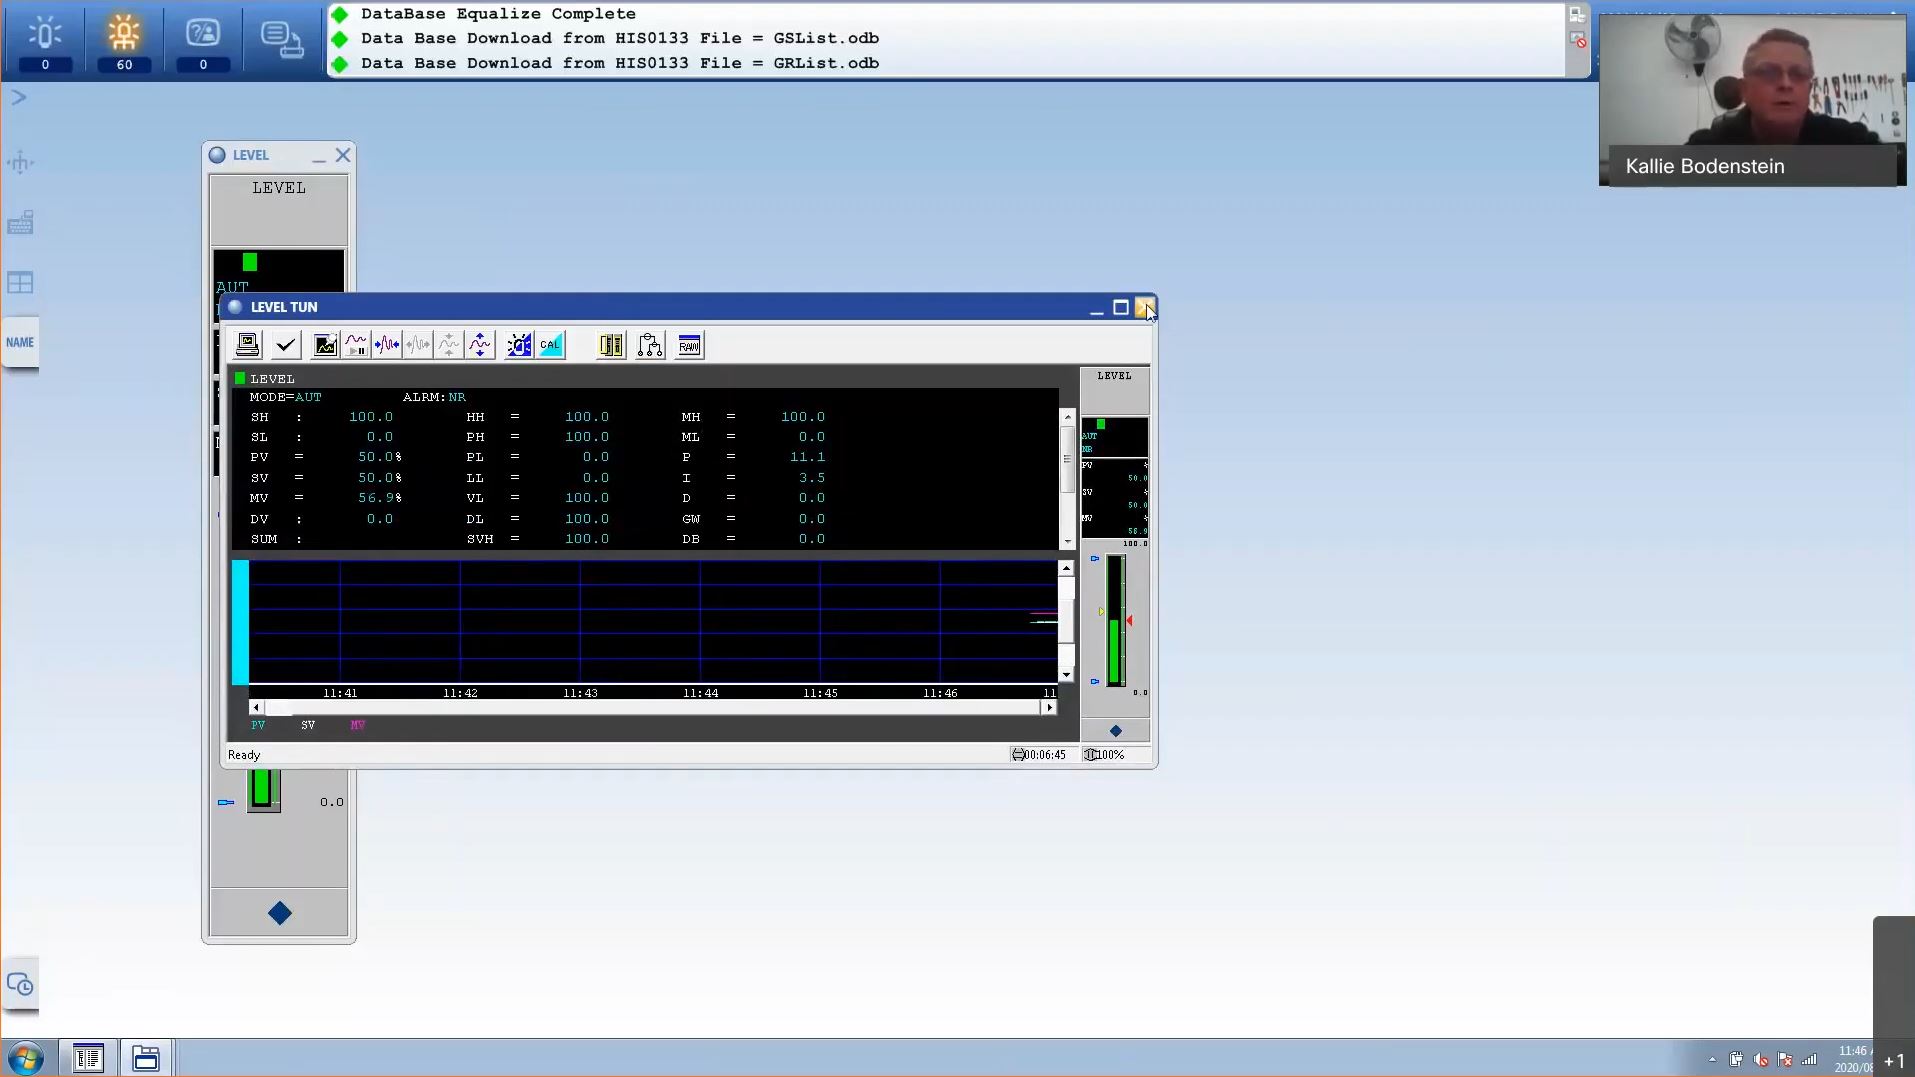 0
60
0
DataBase Equalize Complete
Data Base Download from HIS0133 File = GSList.odb
Data Base Download from HIS0133 File = GRList.odb
Kallie Bodenstein
LEVEL
LEVEL
AUT
NAME
LEVEL TUN
CAL
RAW
LEVEL
MODE=AUT ALRM:NR
SH : 100.0 HH = 100.0 MH = 100.0
SL : 0.0 PH = 100.0 ML = 0.0
PV = 50.0% PL = 0.0 P = 11.1
SV = 50.0% LL = 0.0 I = 3.5
MV = 56.9% VL = 100.0 D = 0.0
DV : 0.0 DL = 100.0 GW = 0.0
SUM : SVH = 100.0 DB = 0.0
LEVEL
AUT
NR
PV %
50.0
SV %
50.0
MV %
56.9
100.0
0.0
11:41 11:42 11:43 11:44 11:45 11:46 11
PV SV MV
Ready 00:06:45 100%
0.0
11:46
2020/08
+1